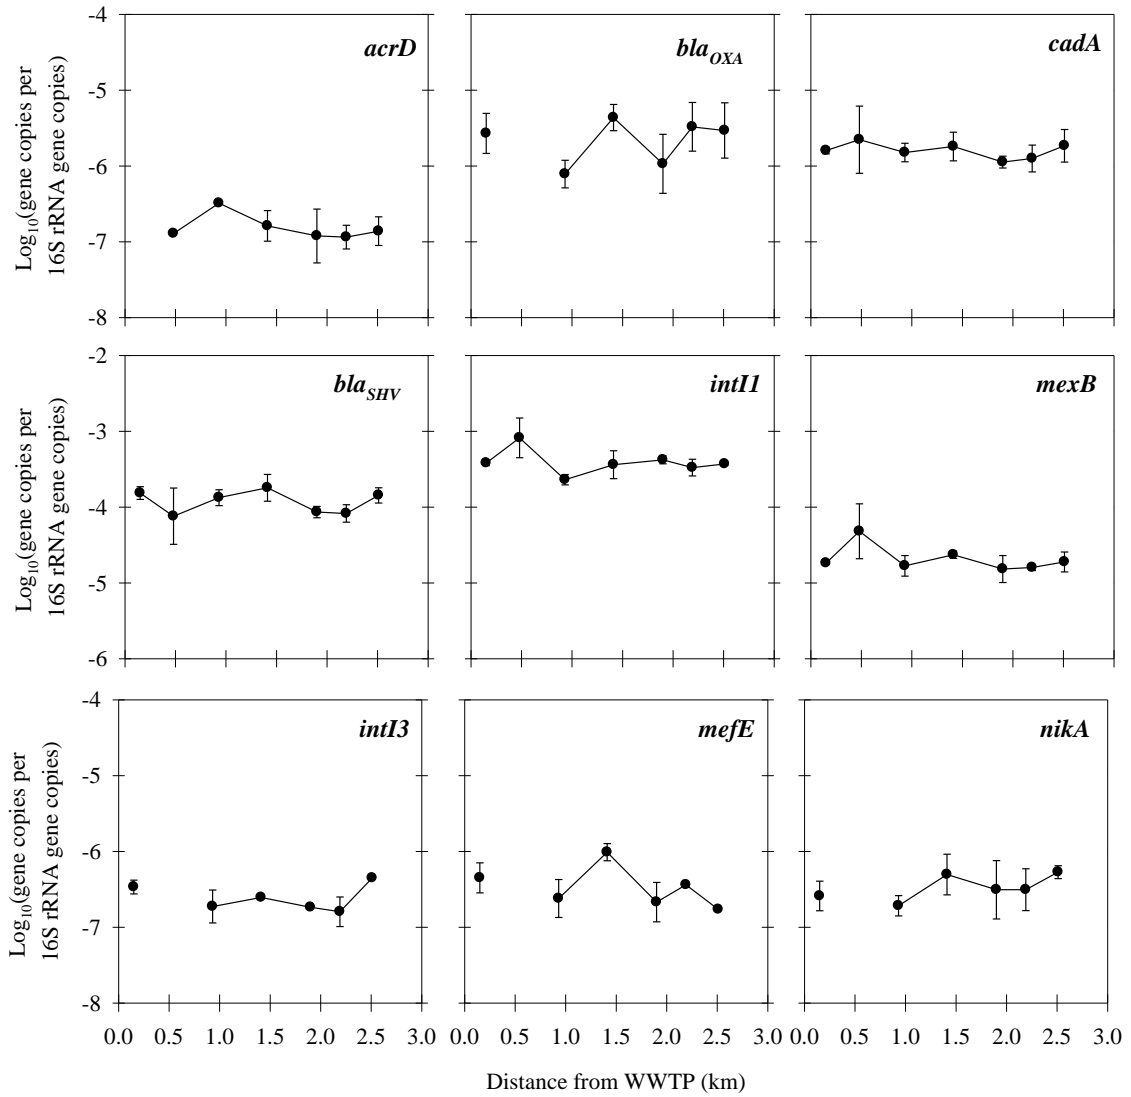 -4
-5
-6
-7
-8
Log10(gene copies per
16S rRNA gene copies)
acrD
blaOXA
cadA
-2
-3
-4
-5
-6
Log10(gene copies per
16S rRNA gene copies)
blaSHV
intI1
mexB
-4
-5
-6
-7
-8
Log10(gene copies per
16S rRNA gene copies)
intI3
mefE
nikA
0.0 0.5 1.0 1.5 2.0 2.5 3.0
0.0 0.5 1.0 1.5 2.0 2.5 3.0
0.0 0.5 1.0 1.5 2.0 2.5 3.0
Distance from WWTP (km)